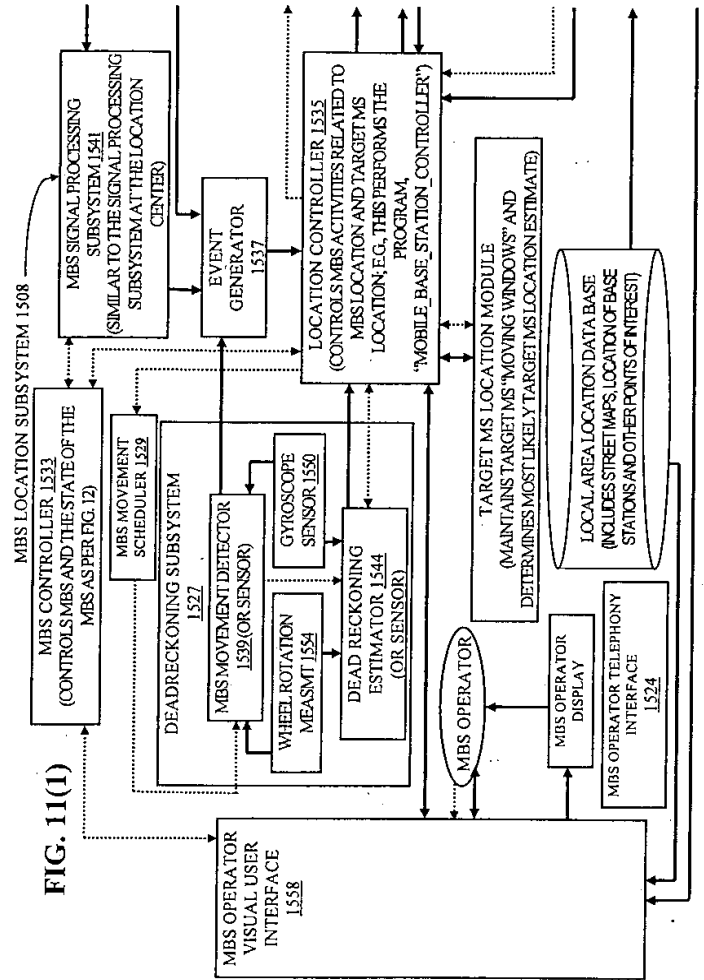 FIG. 11(1)
MBS LOCATION SUBSYSTEM 1508
MBS CONTROLLER 1533
(CONTROLS MBS AND THE STATE OF THE
MBS AS PER FIG. 12)
MBS SIGNAL PROCESSING
SUBSYSTEM 1541
(SIMILAR TO THE SIGNAL PROCESSING
SUBSYSTEM AT THE LOCATION
CENTER)
MBS MOVEMENT
SCHEDULER 1529
EVENT
GENERATOR
1537
DEADRECKONING SUBSYSTEM
1527
MBS MOVEMENT DETECTOR
1539 (OR SENSOR)
WHEEL ROTATION
MEASMT 1554
GYROSCOPE
SENSOR 1550
DEAD RECKONING
ESTIMATOR 1544
(OR SENSOR)
LOCATION CONTROLLER 1535
(CONTROLS MBS ACTIVITIES RELATED TO
MBS LOCATION AND TARGET MS
LOCATION; E.G., THIS PERFORMS THE
PROGRAM,
"MOBILE_BASE_STATION_CONTROLLER")
TARGET MS LOCATION MODULE
(MAINTAINS TARGET MS "MOVING WINDOWS" AND
DETERMINES MOST LIKELY TARGET MS LOCATION ESTIMATE)
LOCAL AREA LOCATION DATA BASE
(INCLUDES STREET MAPS, LOCATION OF BASE
STATIONS AND OTHER POINTS OF INTEREST)
MBS OPERATOR
VISUAL USER
INTERFACE
1558
MBS OPERATOR
MBS OPERATOR
DISPLAY
MBS OPERATOR TELEPHONY
INTERFACE
1524